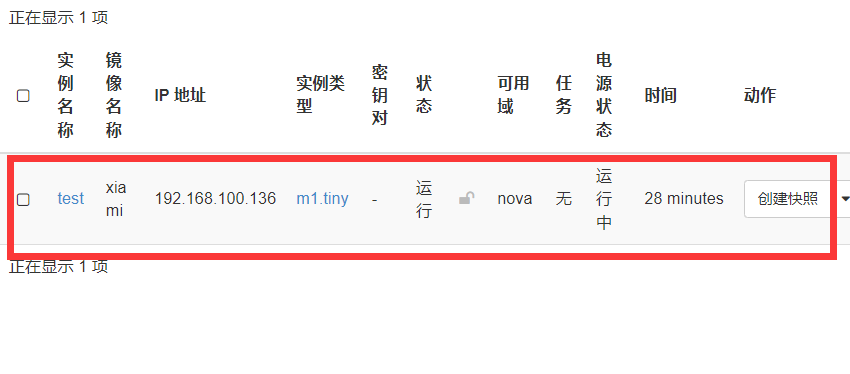 正在显示 1 项
实例名称 镜像名称 IP 地址 实例类型 密钥对 状态 可用域 任务 电源状态 时间 动作
test xiami 192.168.100.136 m1.tiny - 运行 nova 无 运行中 28 minutes 创建快照
正在显示 1 项